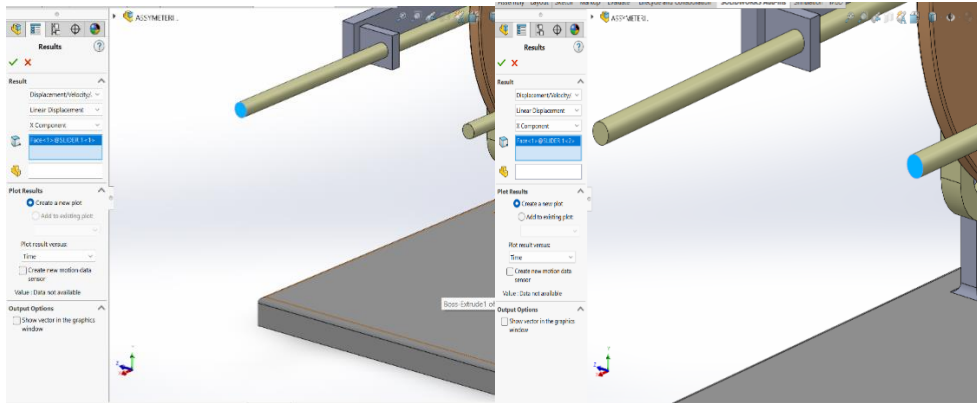 ASSYMETERI...
Results
Result
Displacement/Velocity/.
Linear Displacement
X Component
Face<1>@SLIDER 1<1>
Plot Results
Create a new plot
Add to existing plot:
Plot result versus:
Time
Create new motion data
sensor
Value : Data not available
Output Options
Show vector in the graphics
window
Boss-Extrude1 of
Assembly Layout Sketch Markup Evaluate
SOLIDWORKS Add-Ins Simulation MBD
ASSYMETERI...
Results
Result
Displacement/Velocity/
Linear Displacement
X Component
Face<1>@SLIDER 1<2>
Plot Results
Create a new plot
Add to existing plot:
Plot result versus:
Time
Create new motion data
sensor
Value : Data not available
Output Options
Show vector in the graphics
window